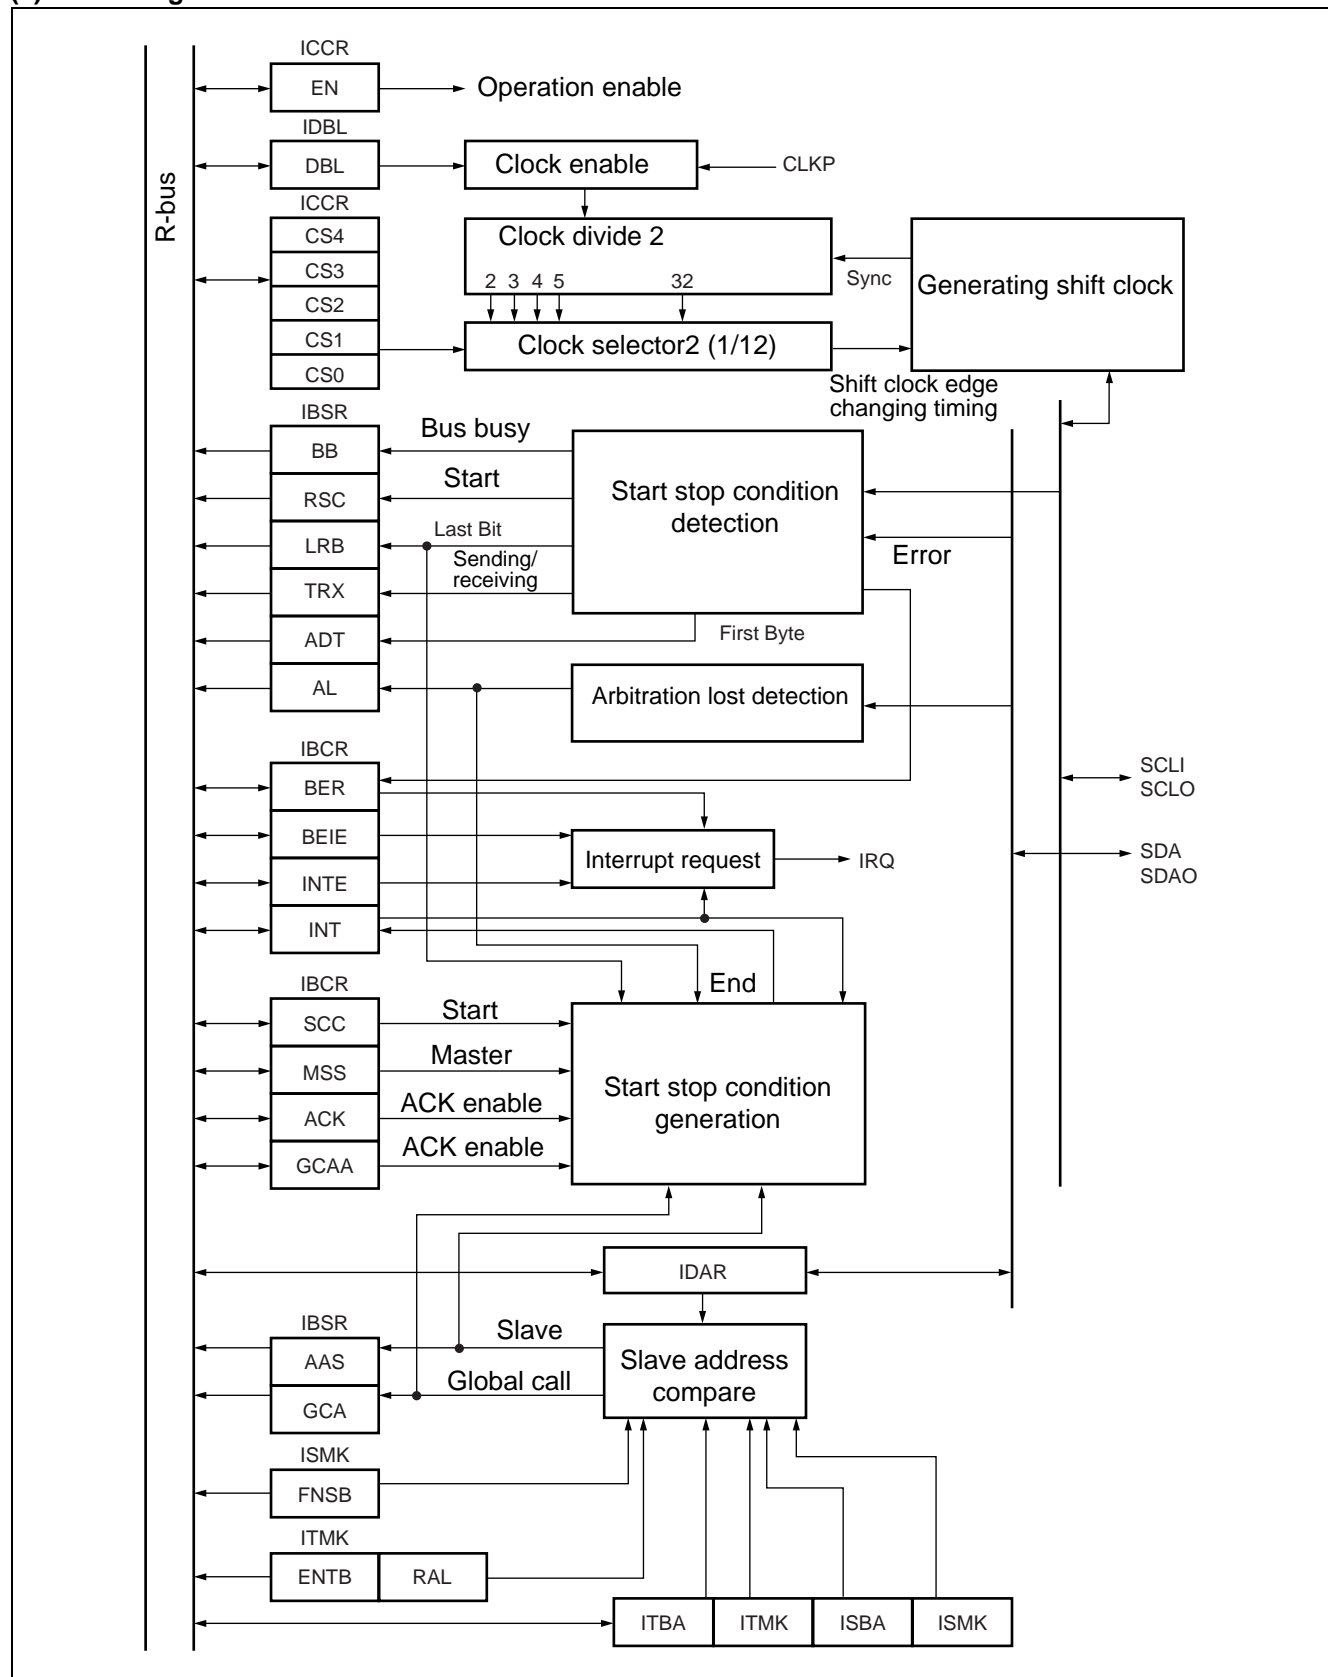 R-bus
ICCR
EN
Operation enable
IDBL
DBL
Clock enable
CLKP
ICCR
CS4
CS3
CS2
CS1
CS0
Clock divide 2
2 3 4 5 32
Sync
Generating shift clock
Clock selector2 (1/12)
Shift clock edge
changing timing
IBSR
BB
Bus busy
RSC
Start
LRB
Last Bit
TRX
Sending/
receiving
ADT
First Byte
AL
Start stop condition
detection
Error
Arbitration lost detection
SCLI
SCLO
SDA
SDAO
IBCR
BER
BEIE
INTE
INT
Interrupt request
IRQ
End
IBCR
SCC
Start
MSS
Master
ACK
ACK enable
GCAA
ACK enable
Start stop condition
generation
IDAR
IBSR
AAS
Slave
GCA
Global call
Slave address
compare
ISMK
FNSB
ITMK
ENTB RAL
ITBA ITMK ISBA ISMK